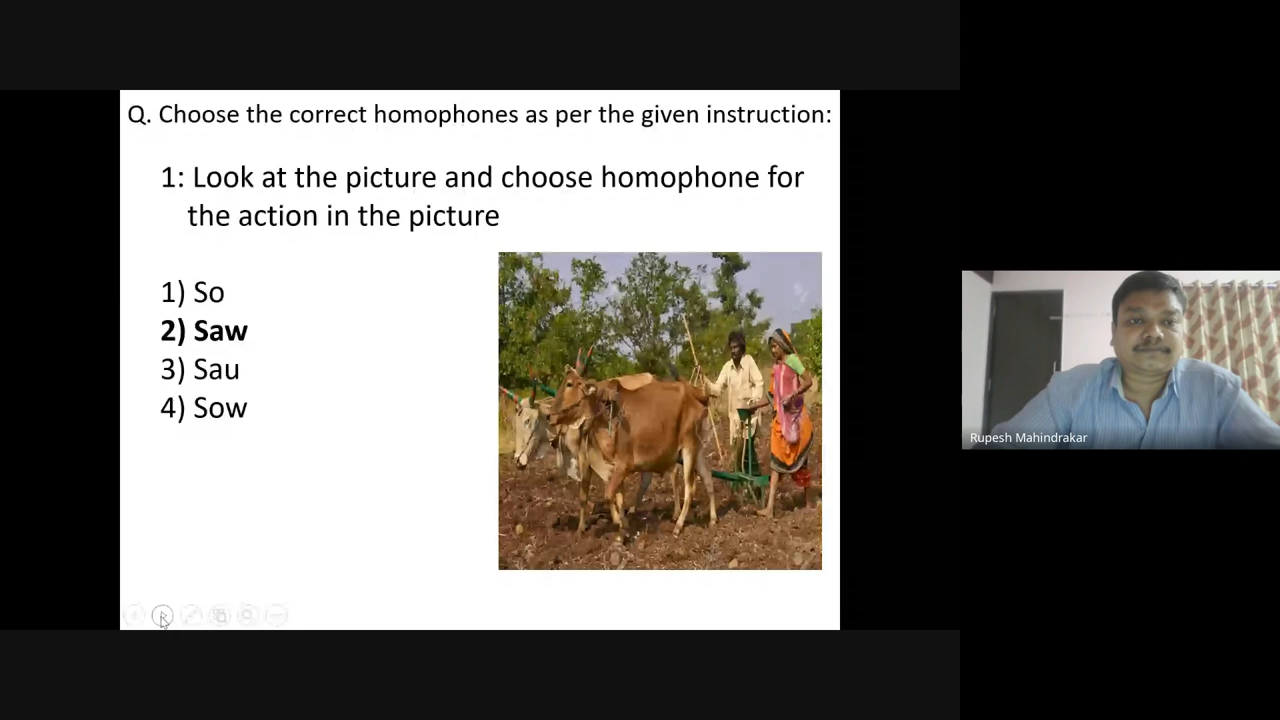 Q. Choose the correct homophones as per the given instruction:
1: Look at the picture and choose homophone for
the action in the picture
1) So
2) Saw
3) Sau
4) Sow
Rupesh Mahindrakar